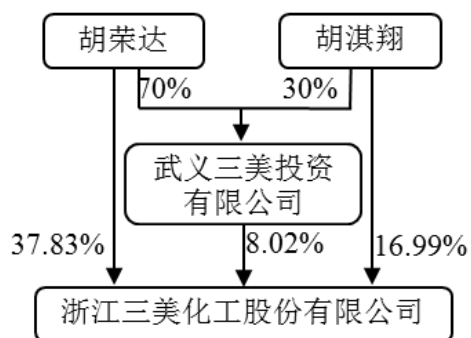 胡荣达
胡淇翔
70%
30%
武义三美投资
有限公司
37.83%
8.02%
16.99%
浙江三美化工股份有限公司